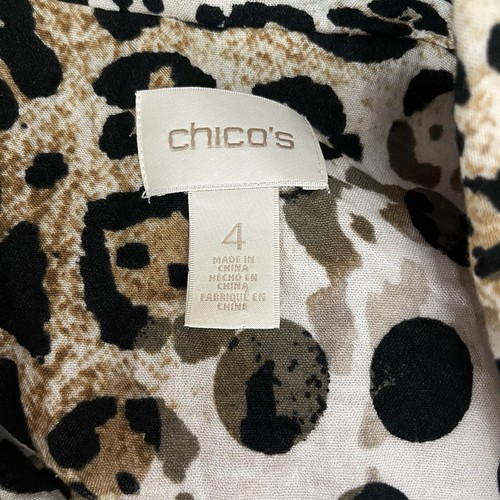 chico's
4
MADE IN
CHINA
HECHO EN
CHINA
FABRIQUÉ EN
CHINE